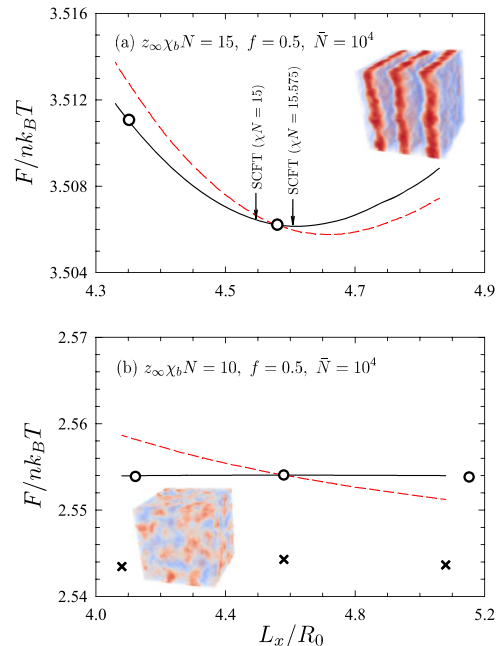 3.516
(a) z∞χbN = 15, f = 0.5, N̄ = 10⁴
3.512
F/nkBT
SCFT (χN = 15)
SCFT (χN = 15.575)
3.508
3.504
4.3 4.5 4.7 4.9
2.57
(b) z∞χbN = 10, f = 0.5, N̄ = 10⁴
2.56
F/nkBT
2.55
2.54
4.0 4.4 4.8 5.2
Lx/R0